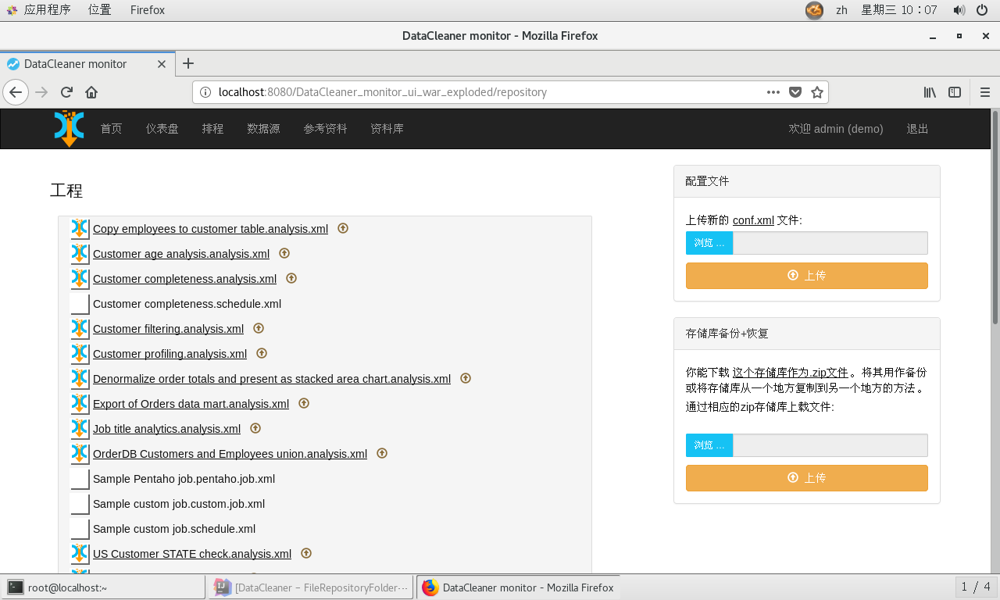 应用程序 位置 Firefox zh 星期三 10：07
DataCleaner monitor - Mozilla Firefox
DataCleaner monitor
localhost:8080/DataCleaner_monitor_ui_war_exploded/repository
首页 仪表盘 排程 数据源 参考资料 资料库 欢迎 admin (demo) 退出
工程
Copy employees to customer table.analysis.xml
Customer age analysis.analysis.xml
Customer completeness.analysis.xml
Customer completeness.schedule.xml
Customer filtering.analysis.xml
Customer profiling.analysis.xml
Denormalize order totals and present as stacked area chart.analysis.xml
Export of Orders data mart.analysis.xml
Job title analytics.analysis.xml
OrderDB Customers and Employees union.analysis.xml
Sample Pentaho job.pentaho.job.xml
Sample custom job.custom.job.xml
Sample custom job.schedule.xml
US Customer STATE check.analysis.xml
配置文件
上传新的 conf.xml 文件:
浏览 ...
上传
存储库备份+恢复
你能下载 这个存储库作为.zip文件。将其用作备份
或将存储库从一个地方复制到另一个地方的方法。
通过相应的zip存储库上载文件:
浏览 ...
上传
root@localhost:~ [DataCleaner – FileRepositoryFolder··· DataCleaner monitor - Mozilla Firefox 1 / 4